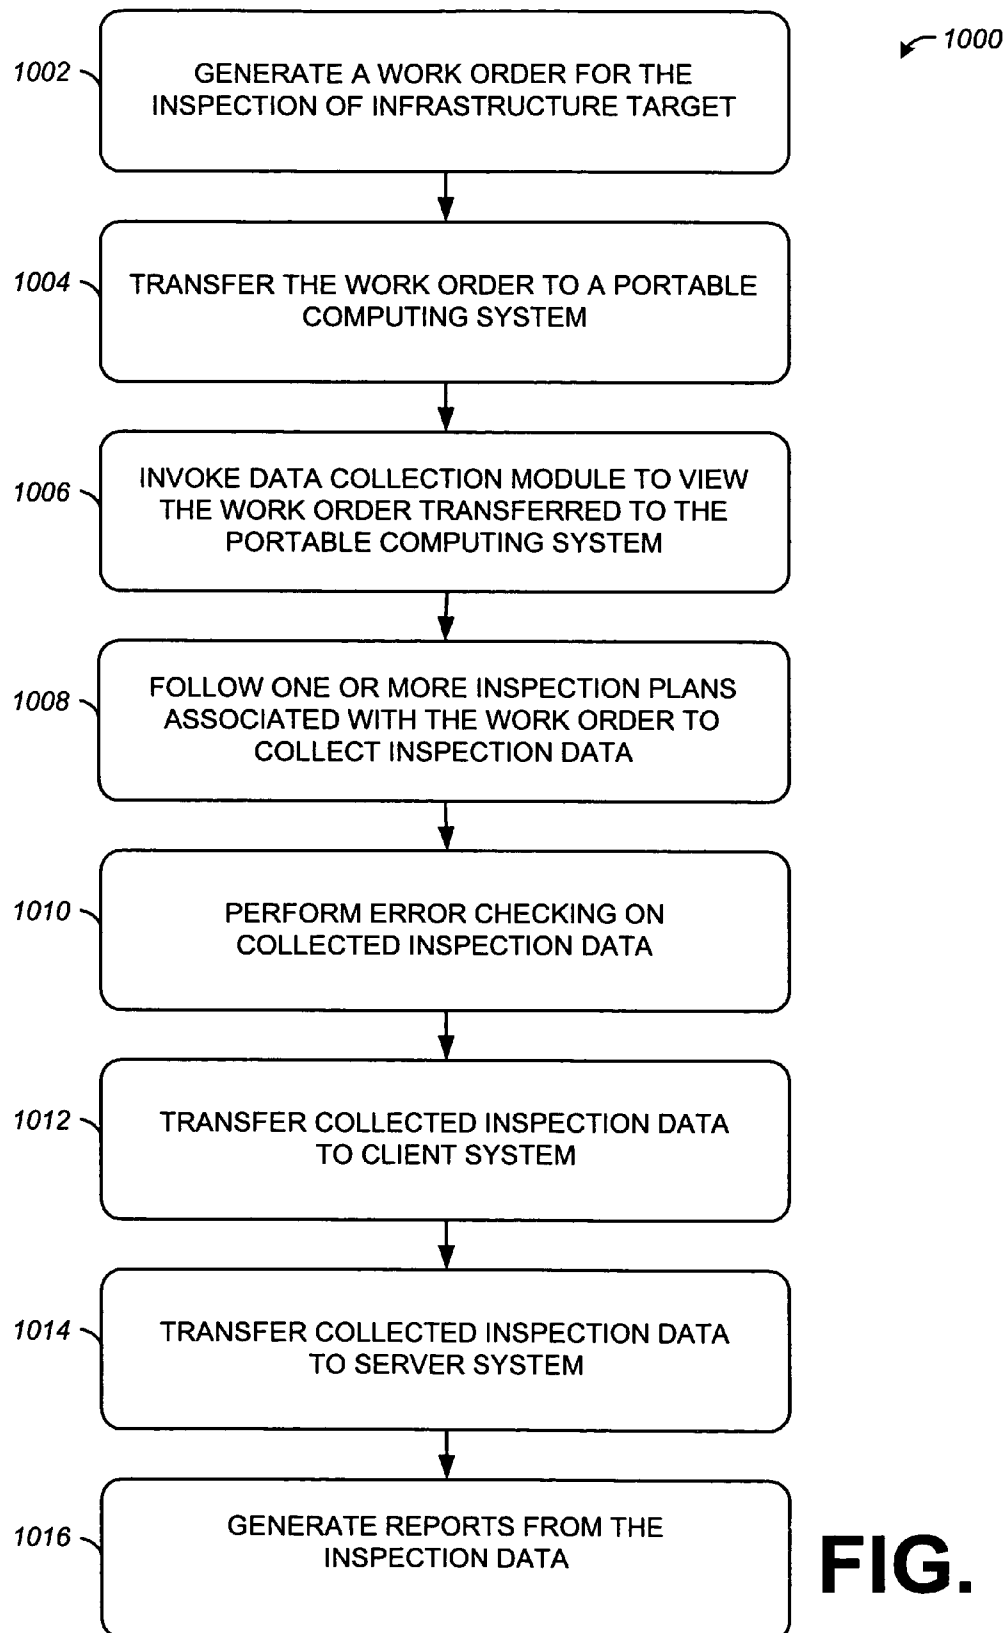 1000
1002
GENERATE A WORK ORDER FOR THE
INSPECTION OF INFRASTRUCTURE TARGET
1004
TRANSFER THE WORK ORDER TO A PORTABLE
COMPUTING SYSTEM
1006
INVOKE DATA COLLECTION MODULE TO VIEW
THE WORK ORDER TRANSFERRED TO THE
PORTABLE COMPUTING SYSTEM
1008
FOLLOW ONE OR MORE INSPECTION PLANS
ASSOCIATED WITH THE WORK ORDER TO
COLLECT INSPECTION DATA
1010
PERFORM ERROR CHECKING ON
COLLECTED INSPECTION DATA
1012
TRANSFER COLLECTED INSPECTION DATA
TO CLIENT SYSTEM
1014
TRANSFER COLLECTED INSPECTION DATA
TO SERVER SYSTEM
1016
GENERATE REPORTS FROM THE
INSPECTION DATA
FIG.